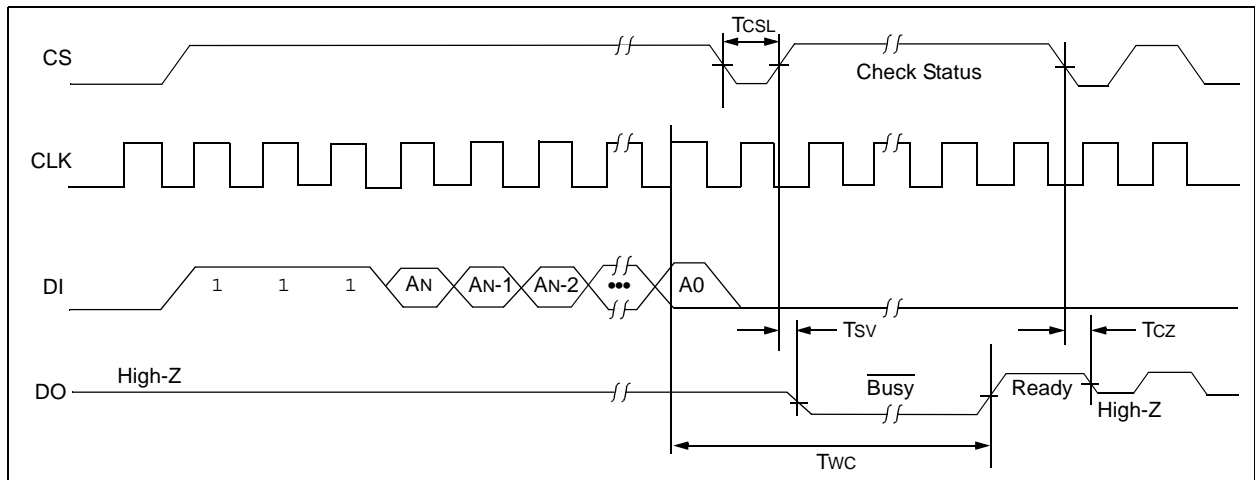 TCSL
CS
Check Status
CLK
DI
1 1 1 AN AN-1 AN-2 ••• A0
TSV
TCZ
High-Z
DO
Busy
Ready
High-Z
TWC